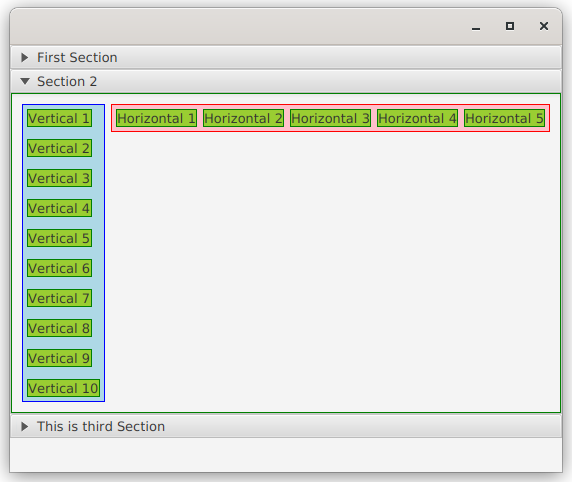 First Section
Section 2
Vertical 1 Horizontal 1 Horizontal 2 Horizontal 3 Horizontal 4 Horizontal 5
Vertical 2
Vertical 3
Vertical 4
Vertical 5
Vertical 6
Vertical 7
Vertical 8
Vertical 9
Vertical 10
This is third Section